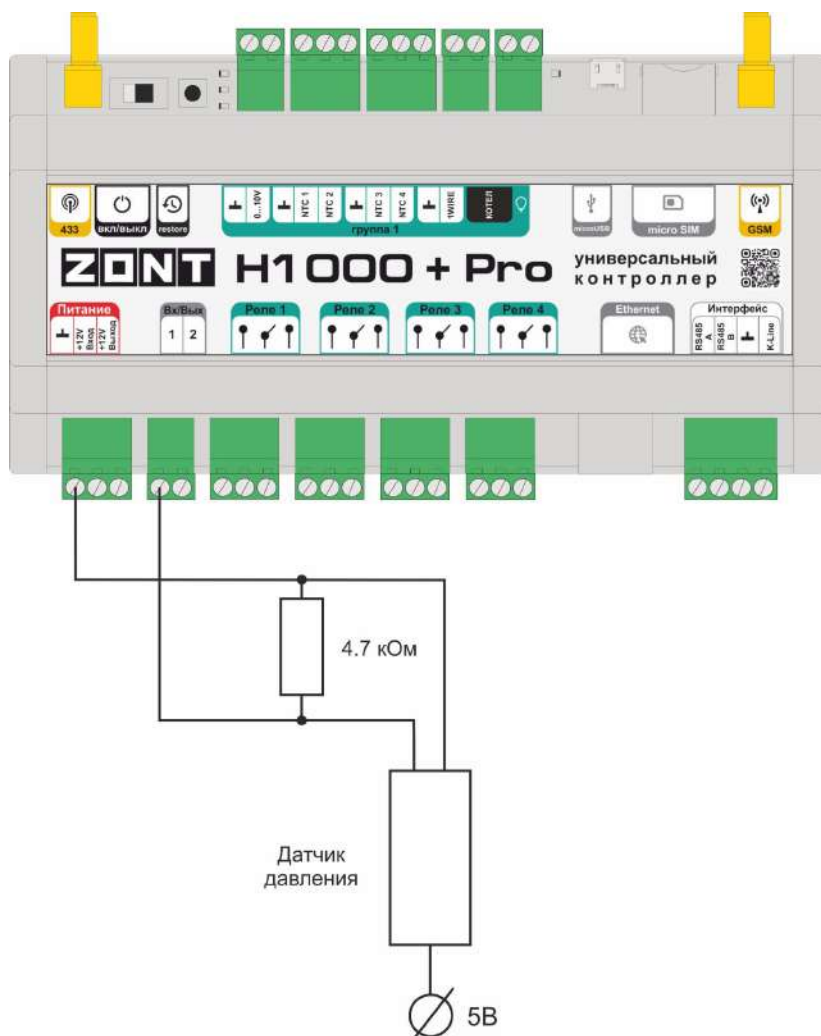 433
вкл/выкл
restore
0...10V
NTC 1
NTC 2
NTC 3
NTC 4
1WIRE
КОТЕЛ
группа 1
microUSB
micro SIM
GSM
ZONT H1000+ Pro
универсальный
контроллер
Питание
+12V Вход
+12V Выход
Вх/Вых
1 2
Реле 1
Реле 2
Реле 3
Реле 4
Ethernet
Интерфейс
RS485 A
RS485 B
K-Line
4.7 кОм
Датчик
давления
5В